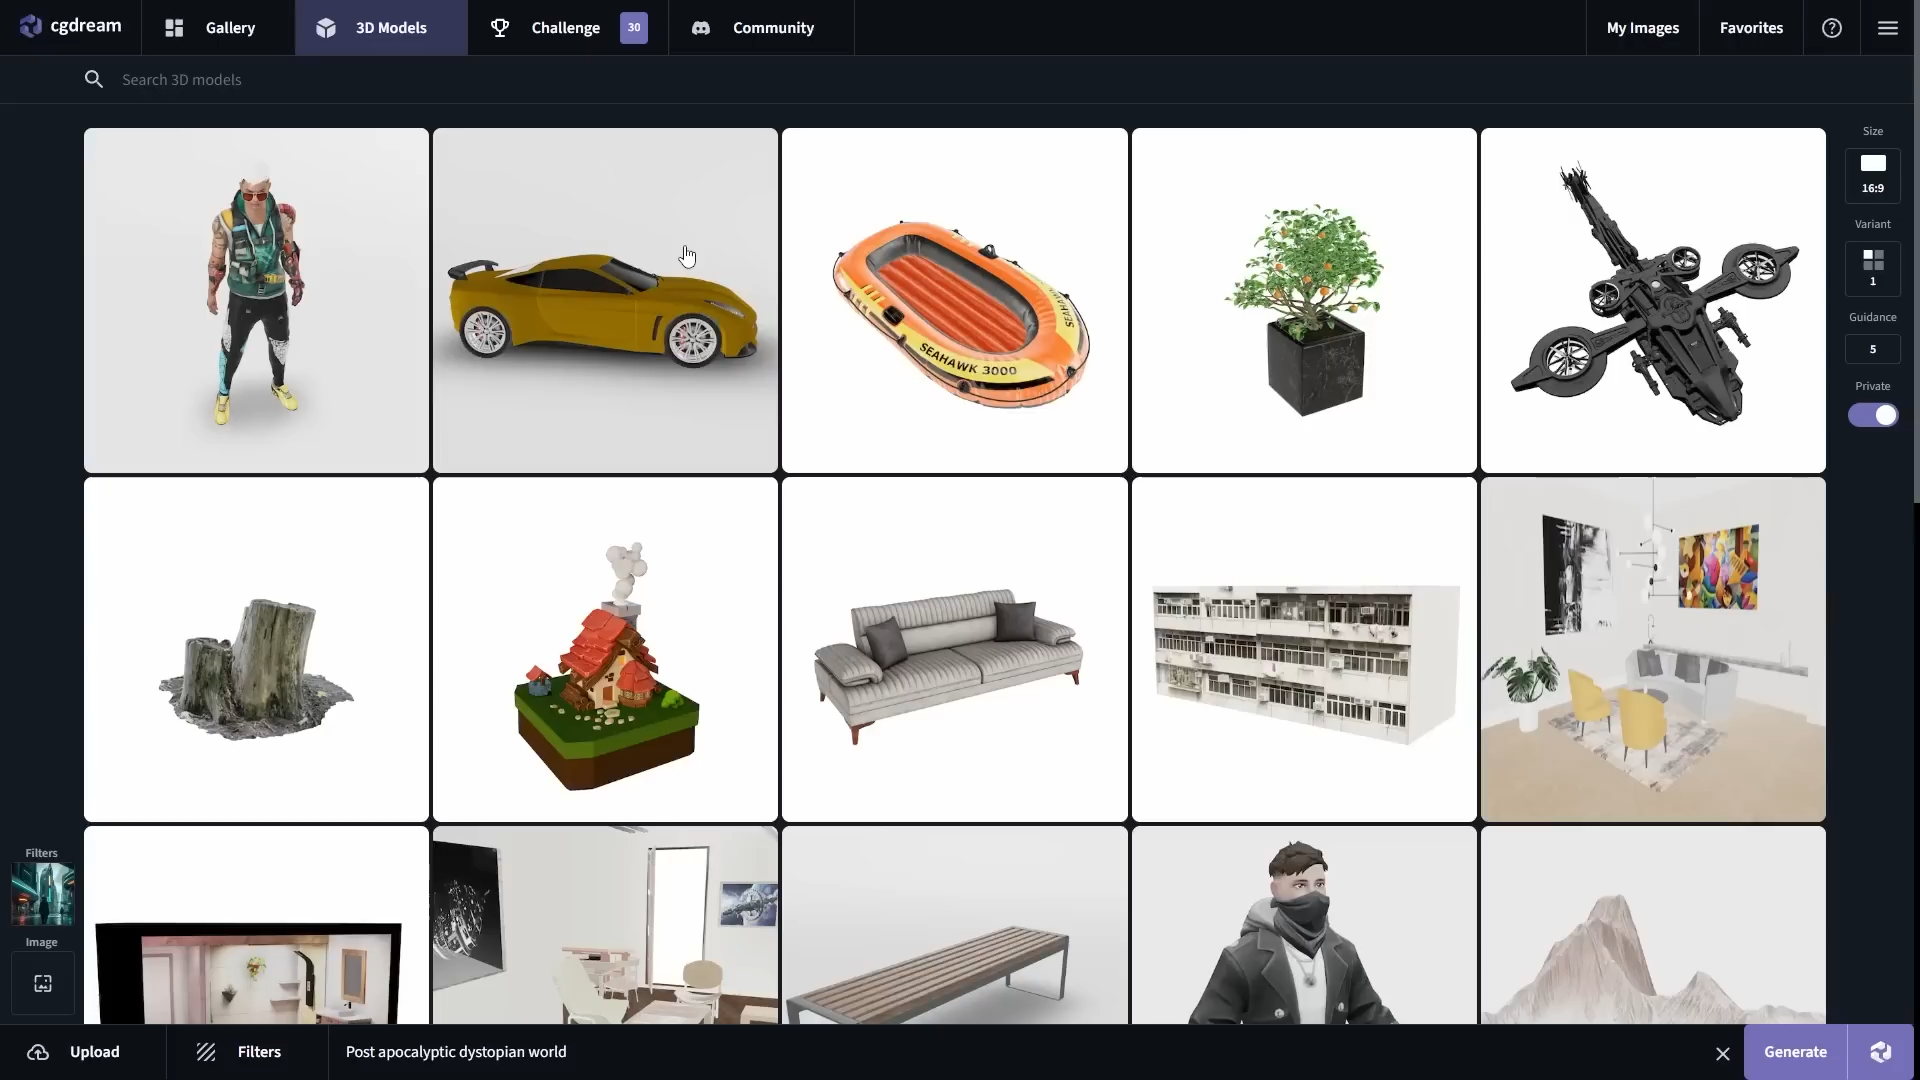 cgdream
Gallery
3D Models
Challenge 30
Community
My Images
Favorites
Search 3D models
Size
16:9
Variant
1
Guidance
5
Private
SEAHAWK 3000
SEAHAWK
Filters
Image
Upload
Filters
Post apocalyptic dystopian world
Generate